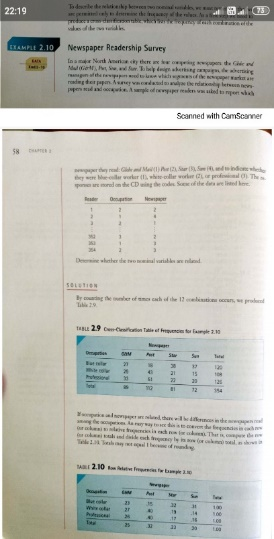 22:19
73
To describe the relationship between two nominal variables, we must
are permitted only to determine the frequency of the values. As a
produce a cross-classification table, which lists the frequency of each combination of the
values of the two variables.
EXAMPLE 2.10
Newspaper Readership Survey
DATA
In a major North American city there are four competing newspapers: the Globe and
Mail (G&M), Post, Star, and Sun. To help design advertising campaigns, the advertising
managers of the newspapers need to know which segments of the newspaper market are
reading their papers. A survey was conducted to analyze the relationship between newspapers
papers read and occupation. A sample of newspaper readers was asked to report which
Scanned with CamScanner
38
CHAPTER 2
newspaper they read: Globe and Mail (1) Post (2), Star (3), Sun (4), and to indicate whether
they were blue-collar worker (1), white-collar worker (2), or professional (3). The
sponses are stored on the CD using the codes. Some of the data are listed here.
Reader Occupation Newspaper
1 2 2
2 1 4
3 2 1
352
353
354
Determine whether the two nominal variables are related.
SOLUTION
By counting the number of times each of the 12 combinations occurs, we produced
Table 2.9.
TABLE 2.9 Cross-Classification Table of Frequencies for Example 2.10
Newspaper
Occupation G&M Post Star Sun Total
Blue collar 27 18 38 37 120
White collar 29 43 21 15 108
Professional 33 51 22 20 126
Total 89 112 81 72 354
If occupation and newspaper are related, there will be differences in the newspapers read
among the occupations. An easy way to see this is to convert the frequencies in each row
(or column) to relative frequencies in each row (or column). That is, compute the row
(or column) totals and divide each frequency by its row (or column) total, as shown in
Table 2.10. Totals may not equal 1 because of rounding.
TABLE 2.10 Row Relative Frequencies for Example 2.10
Newspaper
Occupation G&M Post Star Sun Total
Blue collar .23 .15 .32 .31 1.00
White collar .27 .40 .19 .14 1.00
Professional .26 .40 .17 .16 1.00
Total .25 .32 .23 .20 1.00